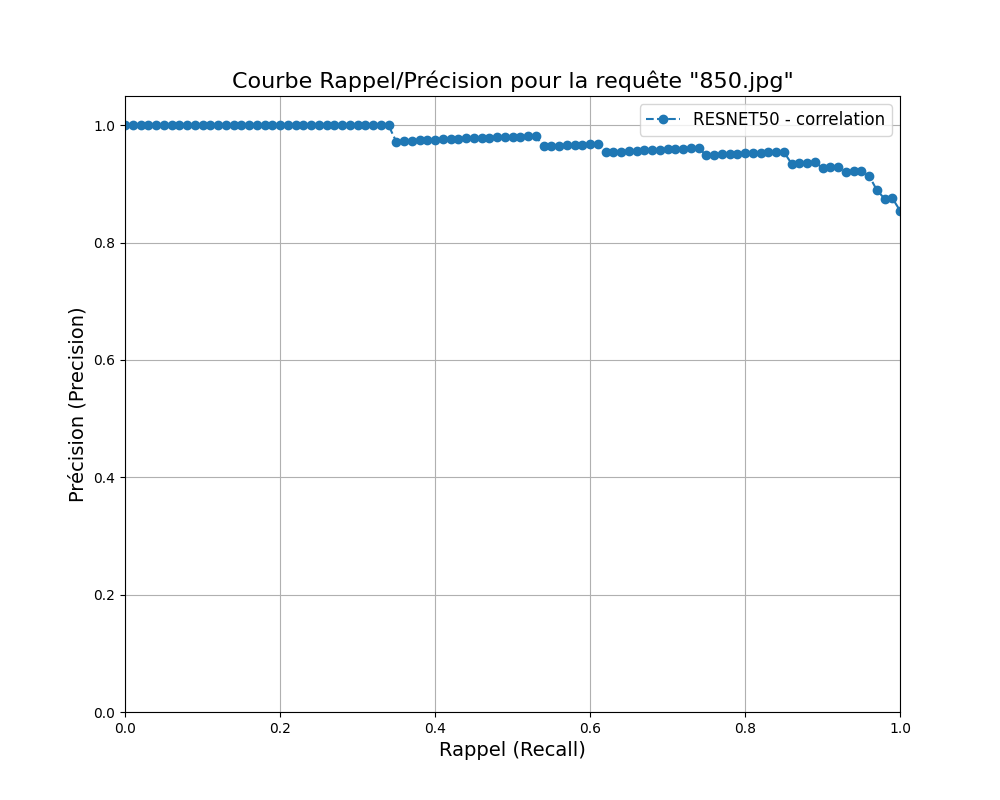 Courbe Rappel/Précision pour la requête "850.jpg"
RESNET50 - correlation
Précision (Precision)
1.0
0.8
0.6
0.4
0.2
0.0
0.0 0.2 0.4 0.6 0.8 1.0
Rappel (Recall)